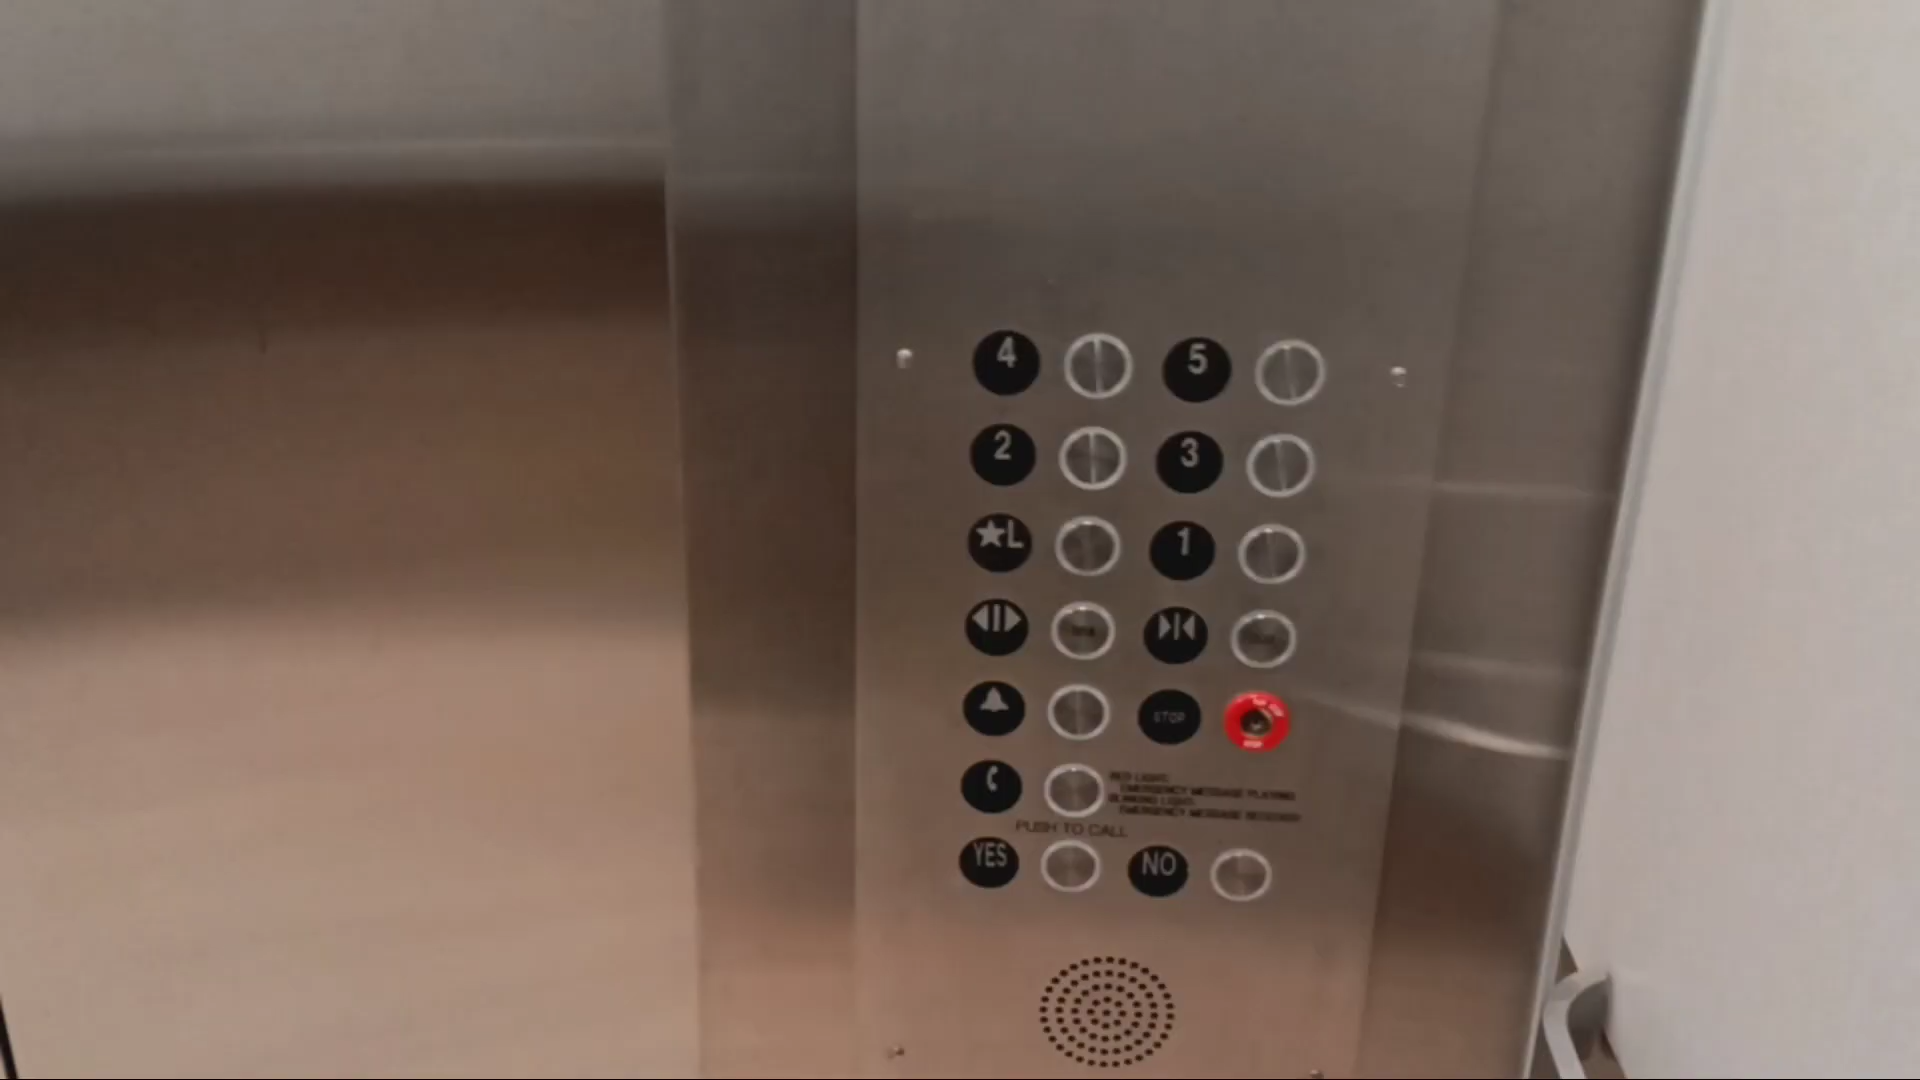 4 5
2 3
★L 1
STOP
RED LIGHT:
EMERGENCY MESSAGE PLAYING
BLINKING LIGHT:
EMERGENCY MESSAGE RECEIVED
PUSH TO CALL
YES NO